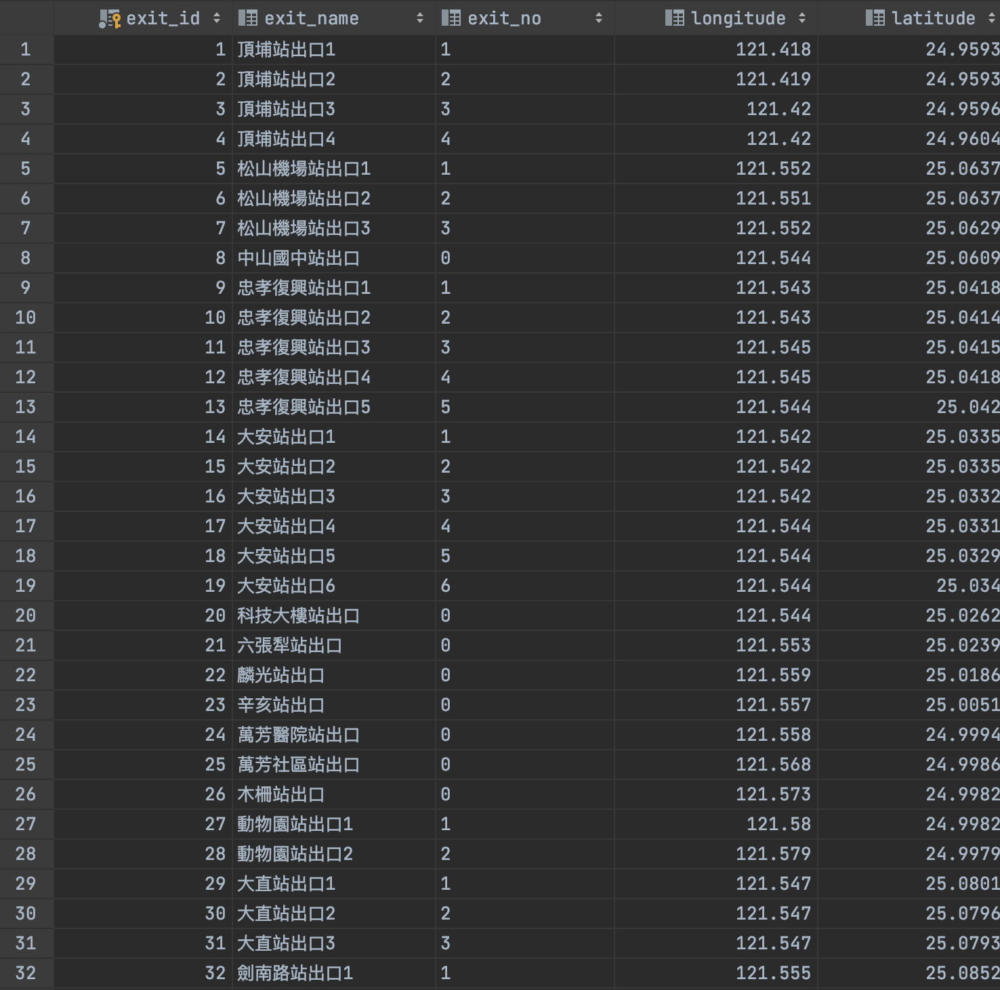 exit_id exit_name exit_no longitude latitude
1 1 頂埔站出口1 1 121.418 24.9593
2 2 頂埔站出口2 2 121.419 24.9593
3 3 頂埔站出口3 3 121.42 24.9596
4 4 頂埔站出口4 4 121.42 24.9604
5 5 松山機場站出口1 1 121.552 25.0637
6 6 松山機場站出口2 2 121.551 25.0637
7 7 松山機場站出口3 3 121.552 25.0629
8 8 中山國中站出口 0 121.544 25.0609
9 9 忠孝復興站出口1 1 121.543 25.0418
10 10 忠孝復興站出口2 2 121.543 25.0414
11 11 忠孝復興站出口3 3 121.545 25.0415
12 12 忠孝復興站出口4 4 121.545 25.0418
13 13 忠孝復興站出口5 5 121.544 25.042
14 14 大安站出口1 1 121.542 25.0335
15 15 大安站出口2 2 121.542 25.0335
16 16 大安站出口3 3 121.542 25.0332
17 17 大安站出口4 4 121.544 25.0331
18 18 大安站出口5 5 121.544 25.0329
19 19 大安站出口6 6 121.544 25.034
20 20 科技大樓站出口 0 121.544 25.0262
21 21 六張犁站出口 0 121.553 25.0239
22 22 麟光站出口 0 121.559 25.0186
23 23 辛亥站出口 0 121.557 25.0051
24 24 萬芳醫院站出口 0 121.558 24.9994
25 25 萬芳社區站出口 0 121.568 24.9986
26 26 木柵站出口 0 121.573 24.9982
27 27 動物園站出口1 1 121.58 24.9982
28 28 動物園站出口2 2 121.579 24.9979
29 29 大直站出口1 1 121.547 25.0801
30 30 大直站出口2 2 121.547 25.0796
31 31 大直站出口3 3 121.547 25.0793
32 32 劍南路站出口1 1 121.555 25.0852